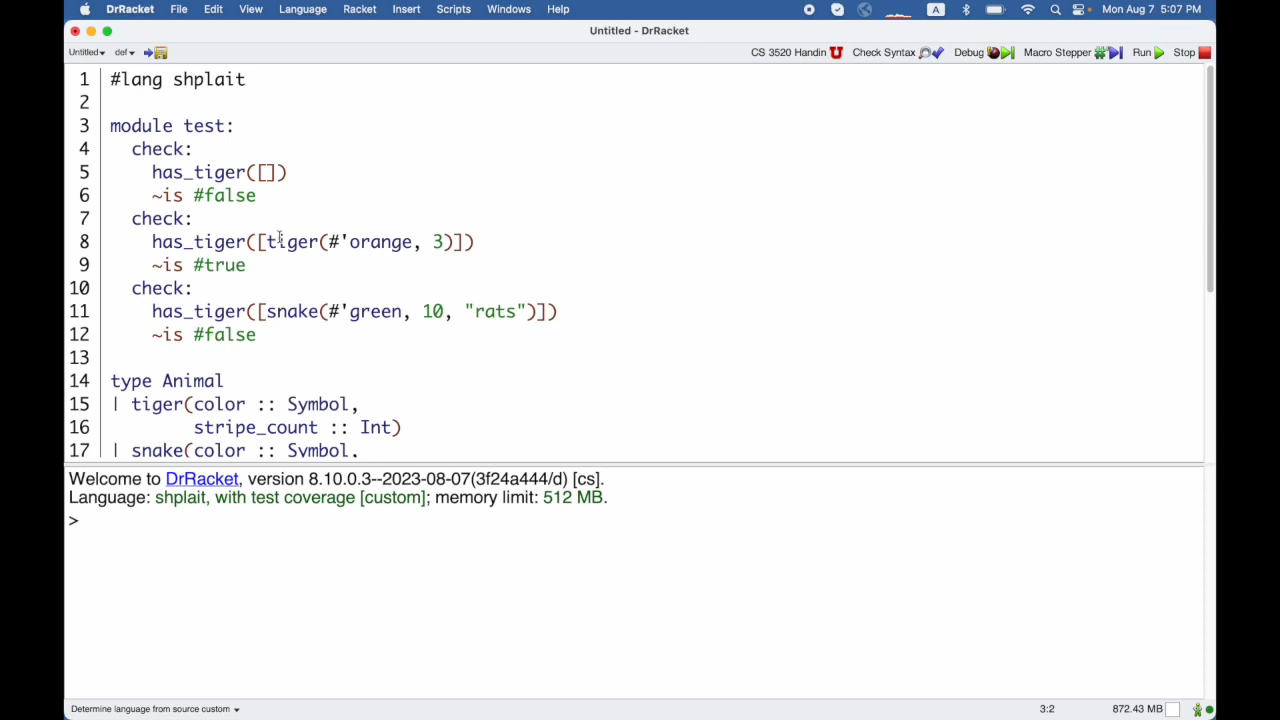 DrRacket File Edit View Language Racket Insert Scripts Windows Help A Mon Aug 7 5:07 PM
Untitled - DrRacket
Untitled def CS 3520 Handin Check Syntax Debug Macro Stepper Run Stop
1 #lang shplait
2
3 module test:
4 check:
5 has_tiger([])
6 ~is #false
7 check:
8 has_tiger([tiger(#'orange, 3)])
9 ~is #true
10 check:
11 has_tiger([snake(#'green, 10, "rats")])
12 ~is #false
13
14 type Animal
15 | tiger(color :: Symbol,
16 stripe_count :: Int)
17 | snake(color :: Symbol,
Welcome to DrRacket, version 8.10.0.3--2023-08-07(3f24a444/d) [cs].
Language: shplait, with test coverage [custom]; memory limit: 512 MB.
>
Determine language from source custom 3:2 872.43 MB